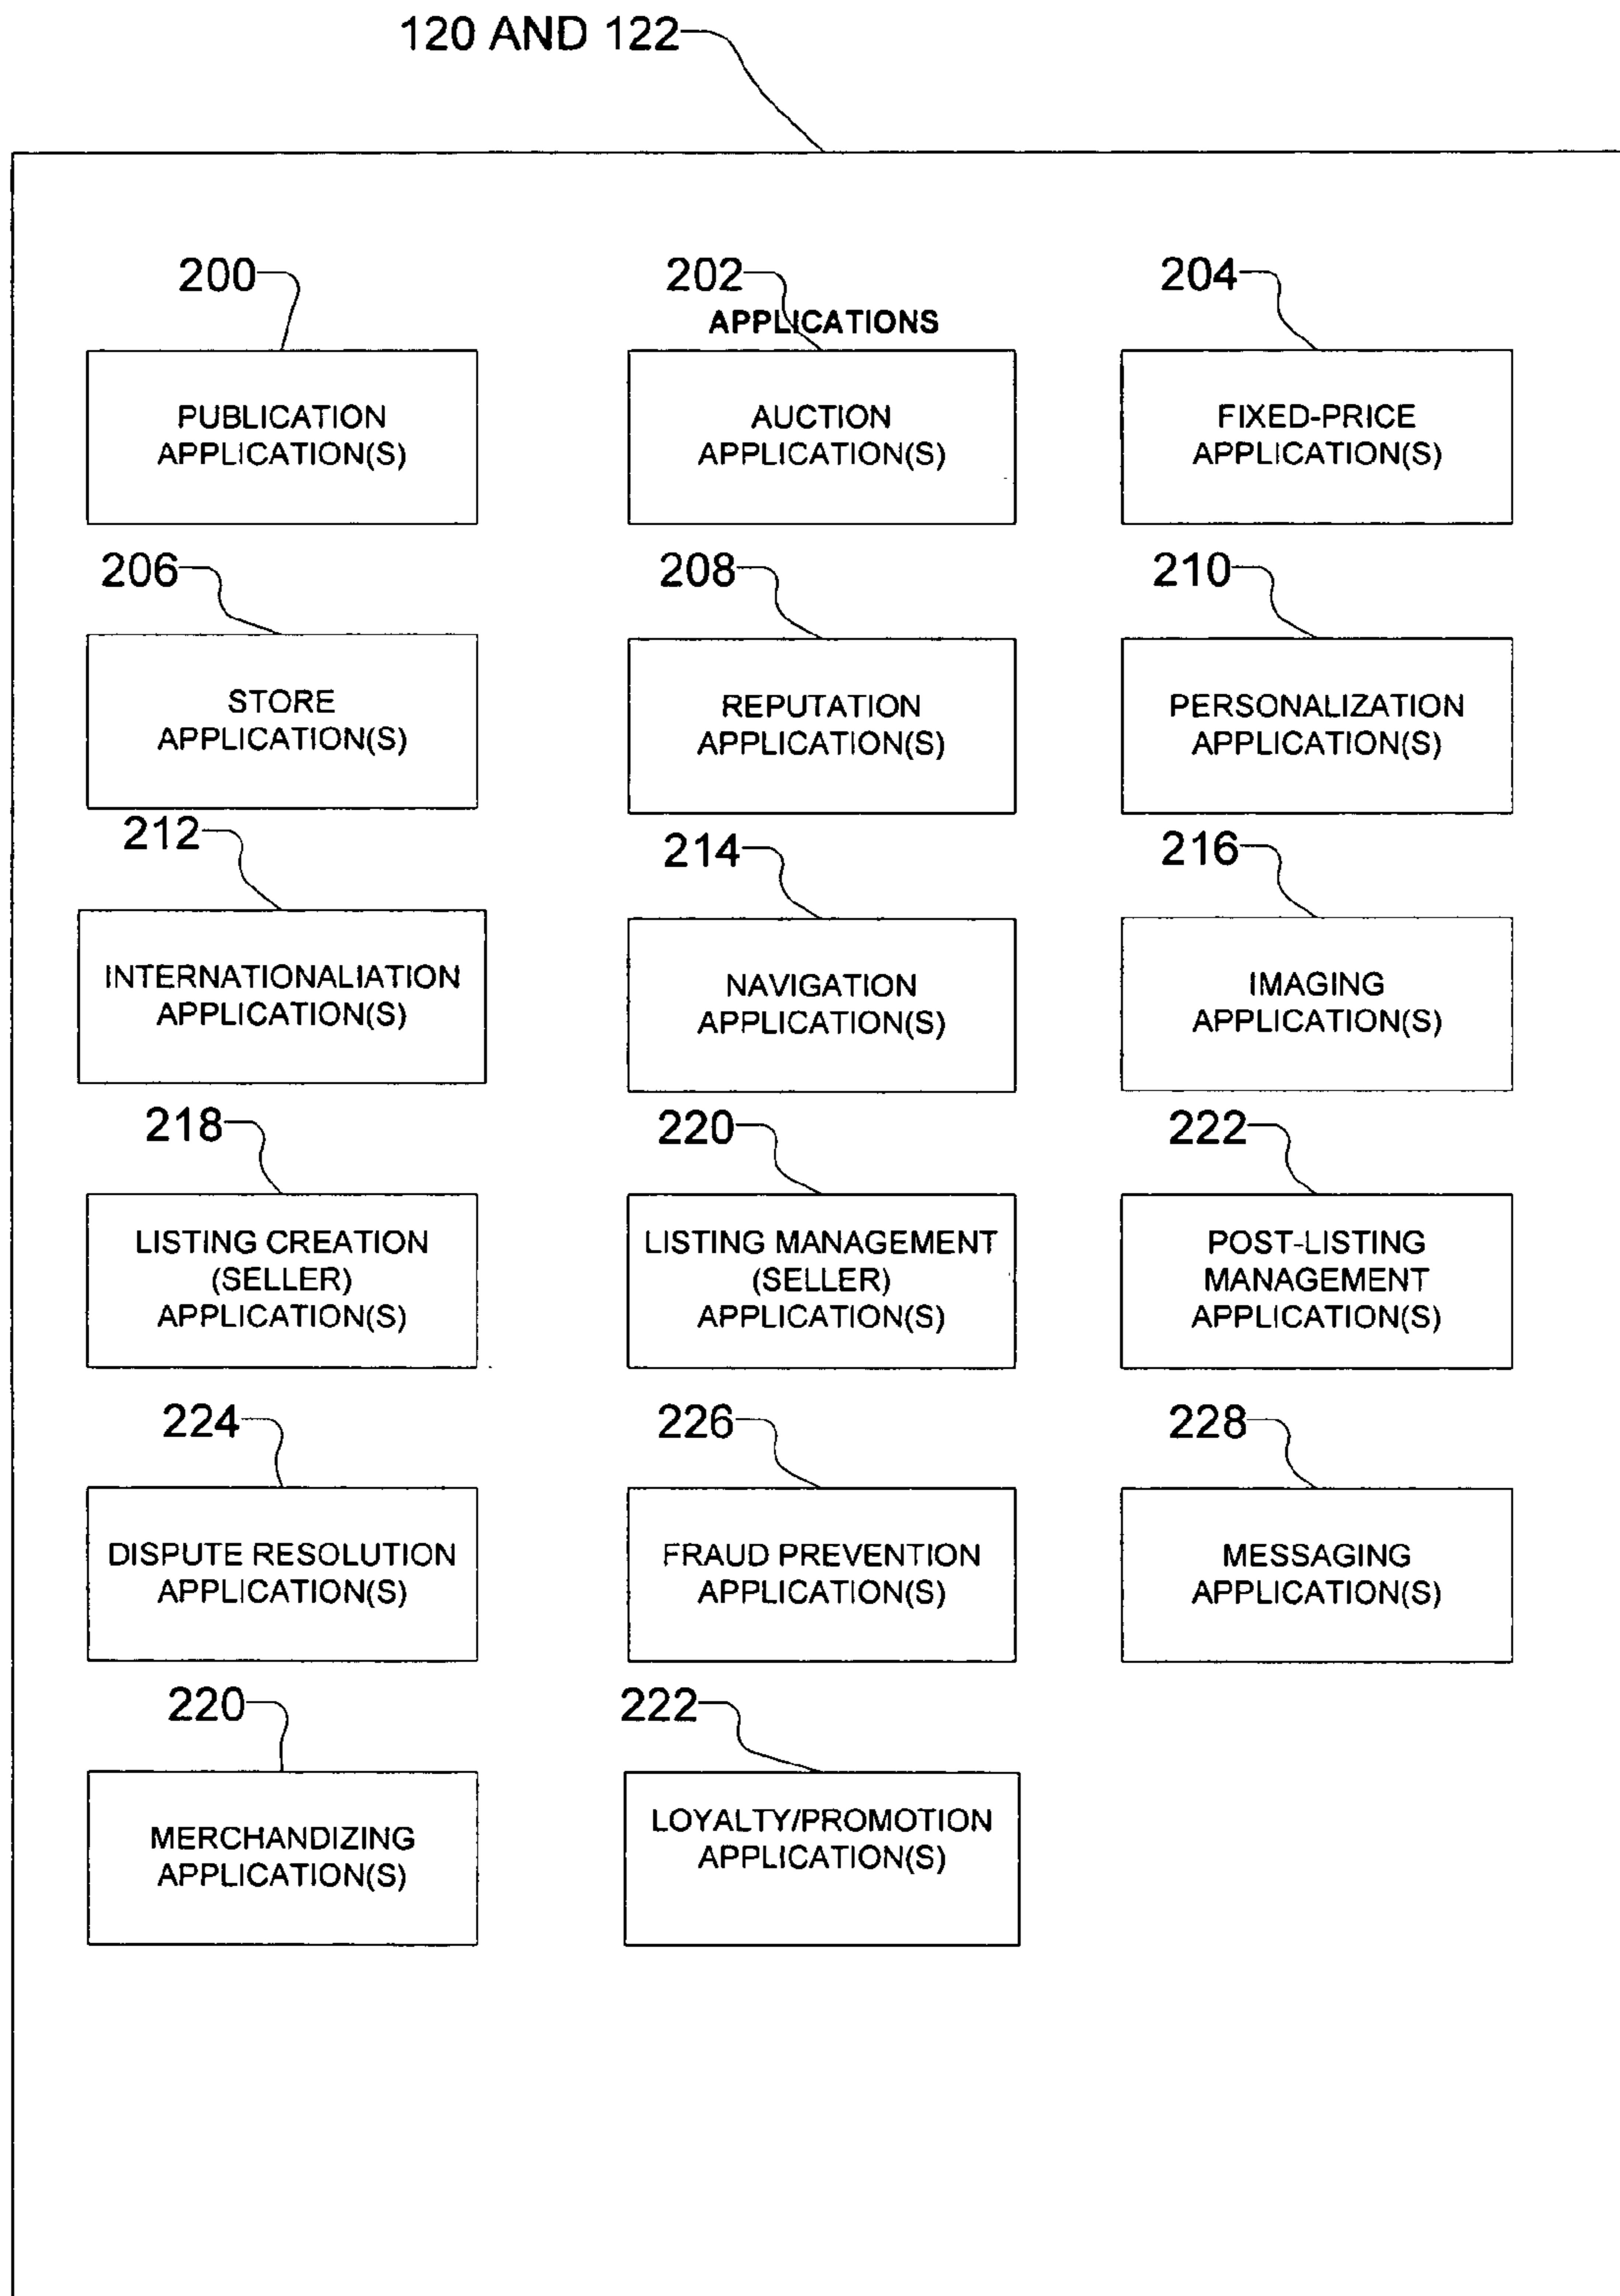 120 AND 122
200
202
204
APPLICATIONS
PUBLICATION
APPLICATION(S)
AUCTION
APPLICATION(S)
FIXED-PRICE
APPLICATION(S)
206
208
210
STORE
APPLICATION(S)
REPUTATION
APPLICATION(S)
PERSONALIZATION
APPLICATION(S)
212
214
216
INTERNATIONALIATION
APPLICATION(S)
NAVIGATION
APPLICATION(S)
IMAGING
APPLICATION(S)
218
220
222
LISTING CREATION
(SELLER)
APPLICATION(S)
LISTING MANAGEMENT
(SELLER)
APPLICATION(S)
POST-LISTING
MANAGEMENT
APPLICATION(S)
224
226
228
DISPUTE RESOLUTION
APPLICATION(S)
FRAUD PREVENTION
APPLICATION(S)
MESSAGING
APPLICATION(S)
220
222
MERCHANDIZING
APPLICATION(S)
LOYALTY/PROMOTION
APPLICATION(S)